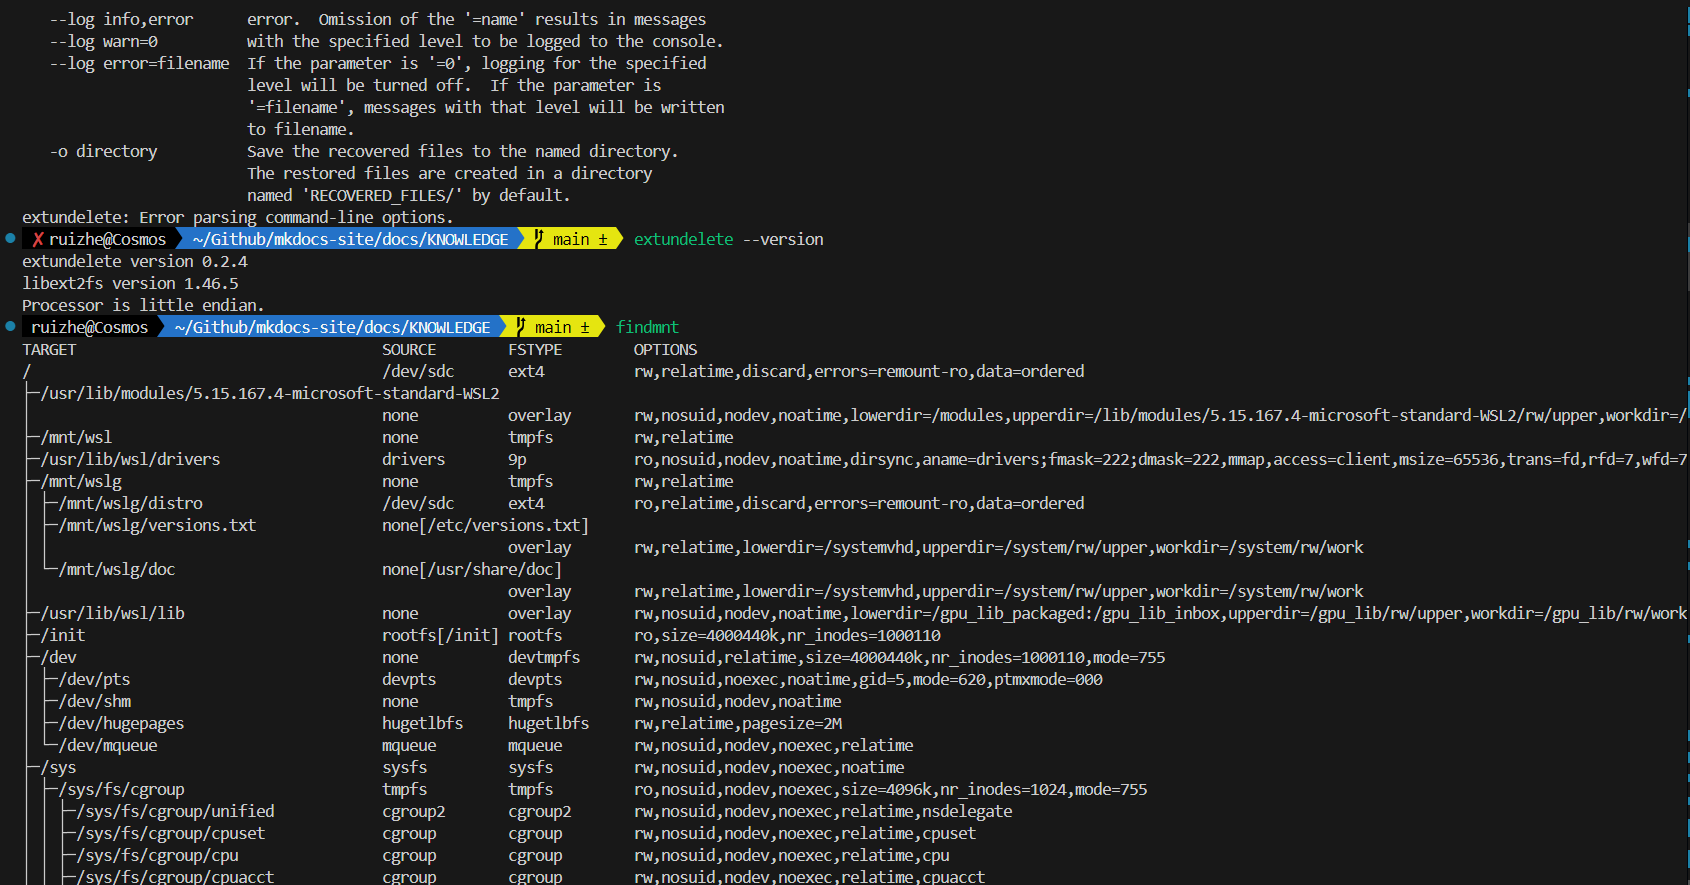 --log info,error      error.  Omission of the '=name' results in messages
--log warn=0          with the specified level to be logged to the console.
--log error=filename  If the parameter is '=0', logging for the specified
level will be turned off.  If the parameter is
'=filename', messages with that level will be written
to filename.
-o directory          Save the recovered files to the named directory.
The restored files are created in a directory
named 'RECOVERED_FILES/' by default.
extundelete: Error parsing command-line options.
✗ ruizhe@Cosmos ~/Github/mkdocs-site/docs/KNOWLEDGE main ± extundelete --version
extundelete version 0.2.4
libext2fs version 1.46.5
Processor is little endian.
ruizhe@Cosmos ~/Github/mkdocs-site/docs/KNOWLEDGE main ± findmnt
TARGET                                  SOURCE        FSTYPE        OPTIONS
/                                       /dev/sdc      ext4          rw,relatime,discard,errors=remount-ro,data=ordered
├─/usr/lib/modules/5.15.167.4-microsoft-standard-WSL2
│                                       none          overlay       rw,nosuid,nodev,noatime,lowerdir=/modules,upperdir=/lib/modules/5.15.167.4-microsoft-standard-WSL2/rw/upper,workdir=/
├─/mnt/wsl                              none          tmpfs         rw,relatime
├─/usr/lib/wsl/drivers                  drivers       9p            ro,nosuid,nodev,noatime,dirsync,aname=drivers;fmask=222;dmask=222,mmap,access=client,msize=65536,trans=fd,rfd=7,wfd=7
├─/mnt/wslg                             none          tmpfs         rw,relatime
│ ├─/mnt/wslg/distro                    /dev/sdc      ext4          ro,relatime,discard,errors=remount-ro,data=ordered
│ ├─/mnt/wslg/versions.txt              none[/etc/versions.txt]
│ │                                                   overlay       rw,relatime,lowerdir=/systemvhd,upperdir=/system/rw/upper,workdir=/system/rw/work
│ └─/mnt/wslg/doc                       none[/usr/share/doc]
│                                                     overlay       rw,relatime,lowerdir=/systemvhd,upperdir=/system/rw/upper,workdir=/system/rw/work
├─/usr/lib/wsl/lib                      none          overlay       rw,nosuid,nodev,noatime,lowerdir=/gpu_lib_packaged:/gpu_lib_inbox,upperdir=/gpu_lib/rw/upper,workdir=/gpu_lib/rw/work
├─/init                                 rootfs[/init] rootfs        ro,size=4000440k,nr_inodes=1000110
├─/dev                                  none          devtmpfs      rw,nosuid,relatime,size=4000440k,nr_inodes=1000110,mode=755
│ ├─/dev/pts                            devpts        devpts        rw,nosuid,noexec,noatime,gid=5,mode=620,ptmxmode=000
│ ├─/dev/shm                            none          tmpfs         rw,nosuid,nodev,noatime
│ ├─/dev/hugepages                      hugetlbfs     hugetlbfs     rw,relatime,pagesize=2M
│ └─/dev/mqueue                         mqueue        mqueue        rw,nosuid,nodev,noexec,relatime
├─/sys                                  sysfs         sysfs         rw,nosuid,nodev,noexec,noatime
│ ├─/sys/fs/cgroup                      tmpfs         tmpfs         ro,nosuid,nodev,noexec,size=4096k,nr_inodes=1024,mode=755
│ │ ├─/sys/fs/cgroup/unified            cgroup2       cgroup2       rw,nosuid,nodev,noexec,relatime,nsdelegate
│ │ ├─/sys/fs/cgroup/cpuset             cgroup        cgroup        rw,nosuid,nodev,noexec,relatime,cpuset
│ │ ├─/sys/fs/cgroup/cpu                cgroup        cgroup        rw,nosuid,nodev,noexec,relatime,cpu
│ │ ├─/sys/fs/cgroup/cpuacct            cgroup        cgroup        rw,nosuid,nodev,noexec,relatime,cpuacct